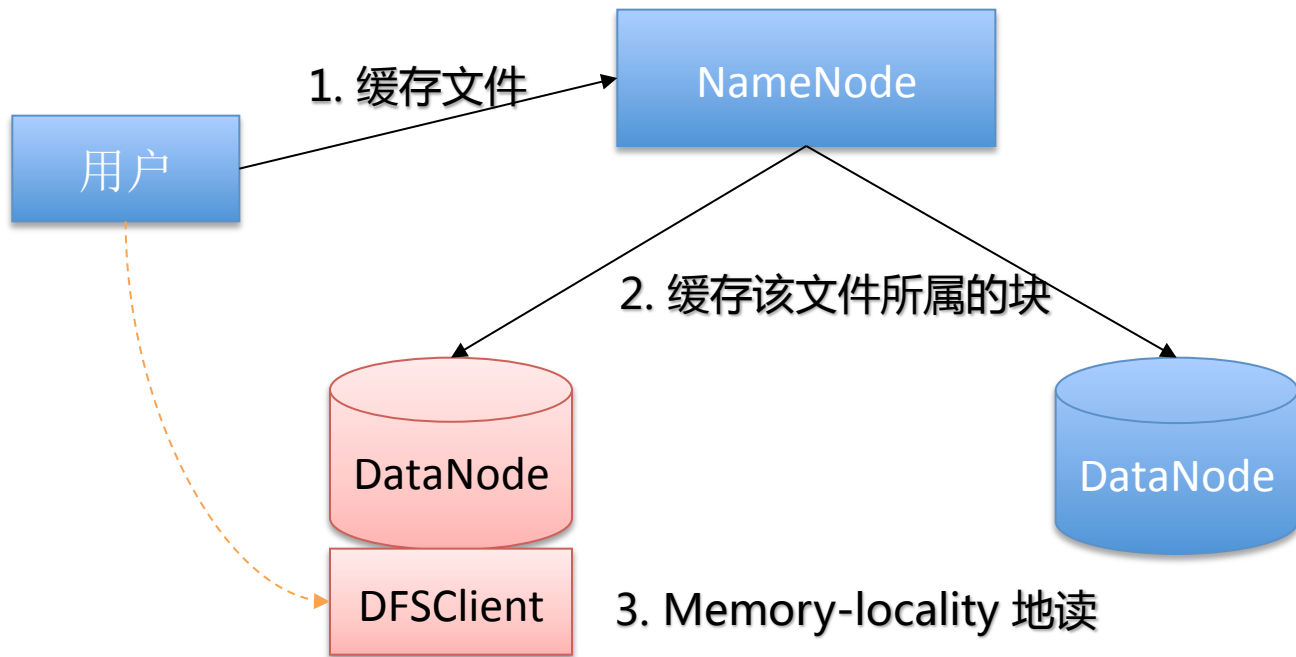 NameNode
1. 缓存文件
用户
2. 缓存该文件所属的块
DataNode
DataNode
DFSClient
3. Memory-locality 地读